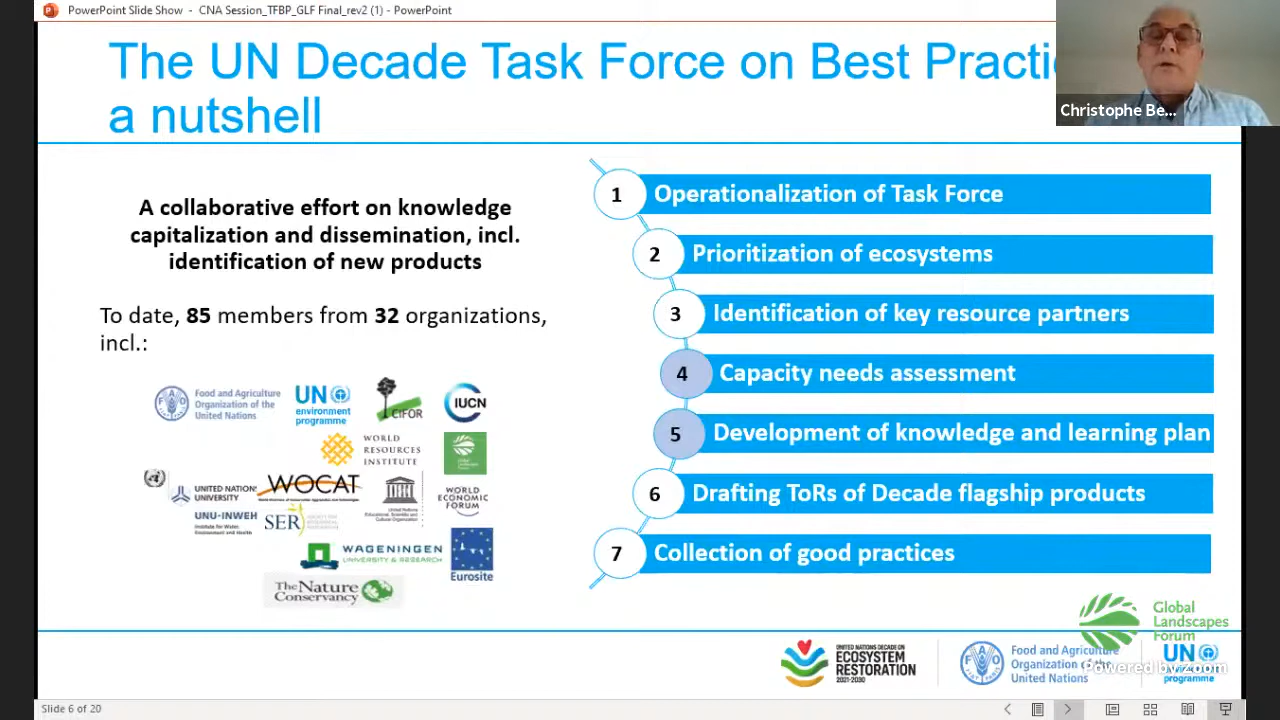 PowerPoint Slide Show - CNA Session_TFBP_GLF Final_rev2 (1) - PowerPoint
The UN Decade Task Force on Best Practi
a nutshell
Christophe Be...
A collaborative effort on knowledge
capitalization and dissemination, incl.
identification of new products
To date, 85 members from 32 organizations,
incl.:
Food and Agriculture
Organization of the
United Nations
UN
environment
programme
CIFOR
IUCN
WORLD
RESOURCES
INSTITUTE
UNITED NATIONS
UNIVERSITY
UNU-INWEH
Institute for Water,
Environment and Health
WOCAT
SER
United Nations
Educational, Scientific and
Cultural Organization
WORLD
ECONOMIC
FORUM
WAGENINGEN
UNIVERSITY & RESEARCH
Eurosite
The Nature
Conservancy
1 Operationalization of Task Force
2 Prioritization of ecosystems
3 Identification of key resource partners
4 Capacity needs assessment
5 Development of knowledge and learning plan
6 Drafting ToRs of Decade flagship products
7 Collection of good practices
Global
Landscapes
Forum
UNITED NATIONS DECADE ON
ECOSYSTEM
RESTORATION
2021-2030
Food and Agriculture
Organization of the
United Nations
UN
environment
programme
Powered by zoom
Slide 6 of 20